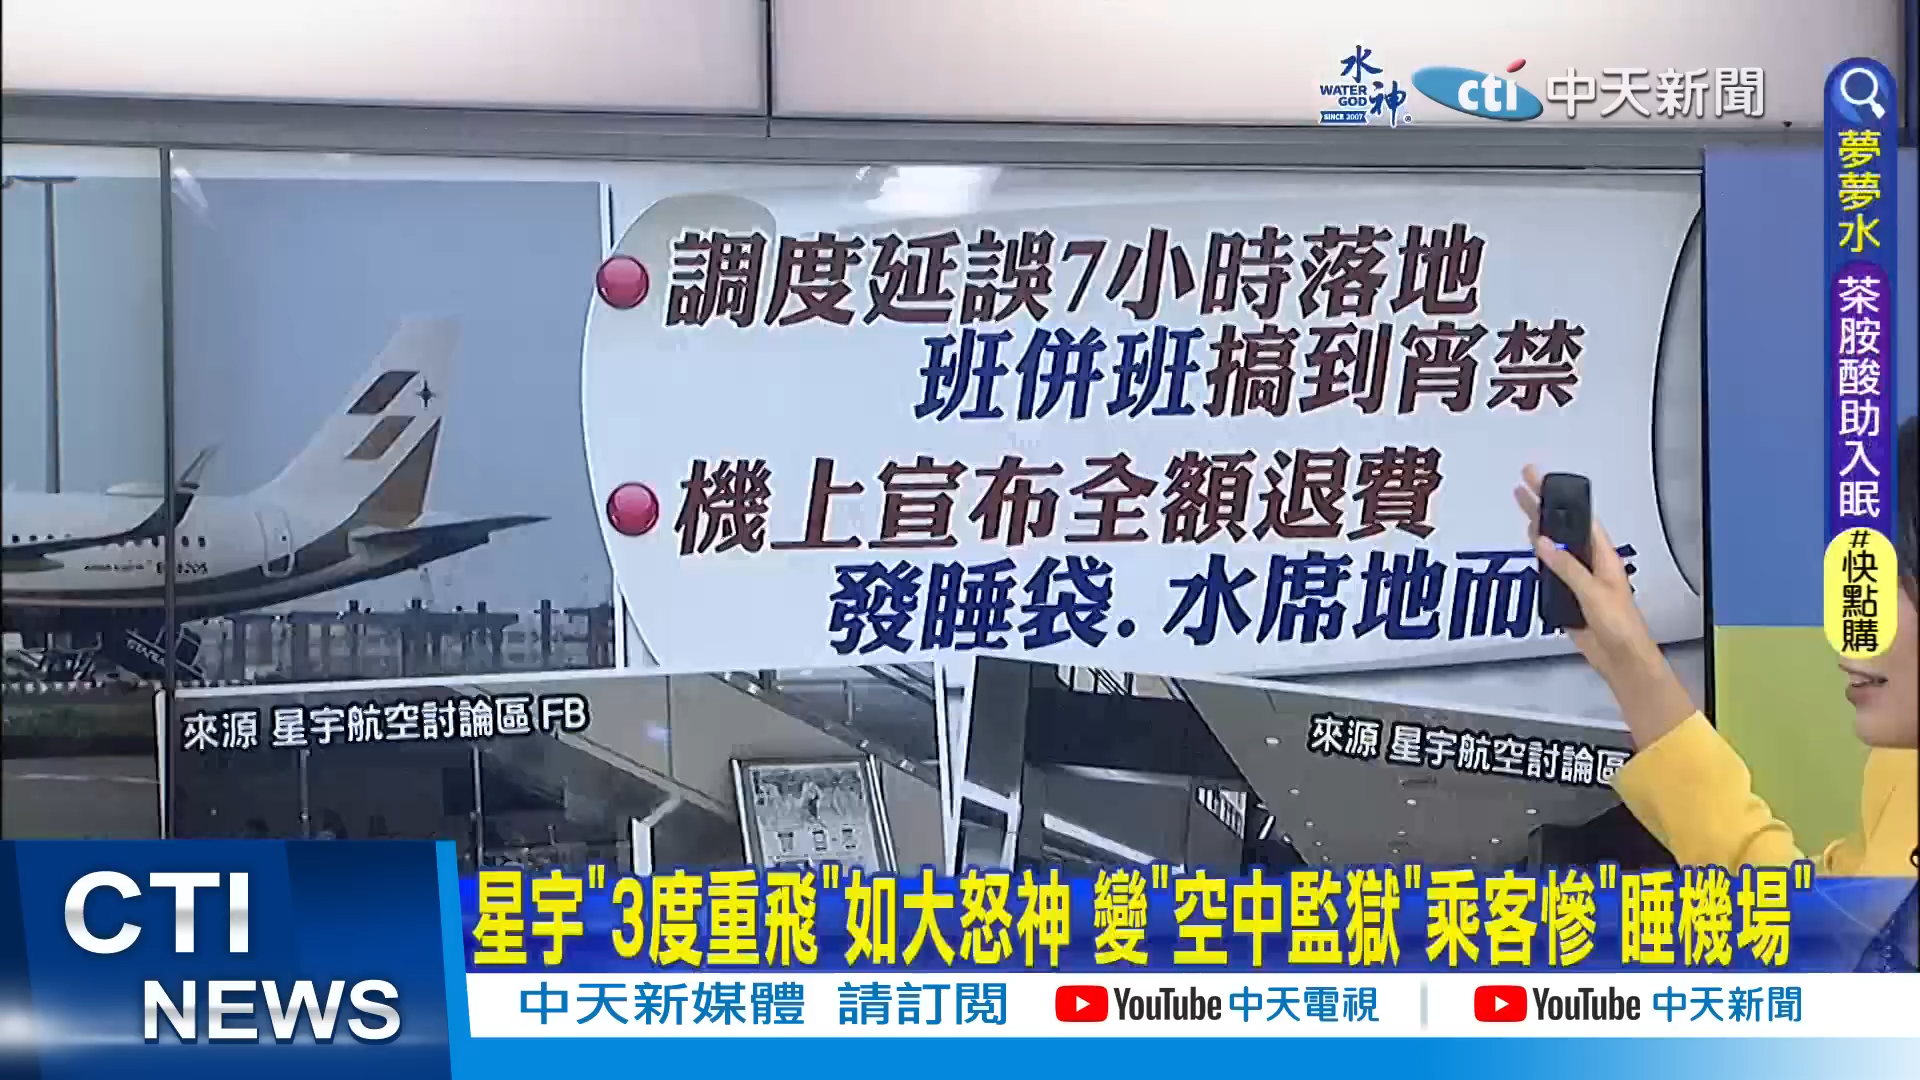 水神
WATER GOD
SINCE 2007
cti 中天新聞
夢夢水
茶胺酸助入眠
#快點購
調度延誤7小時落地
班併班搞到宵禁
機上宣布全額退費
發睡袋.水席地而
來源 星宇航空討論區 FB
來源 星宇航空討論區
CTI NEWS
星宇"3度重飛"如大怒神 變"空中監獄"乘客慘"睡機場"
中天新媒體 請訂閱 YouTube 中天電視 YouTube 中天新聞